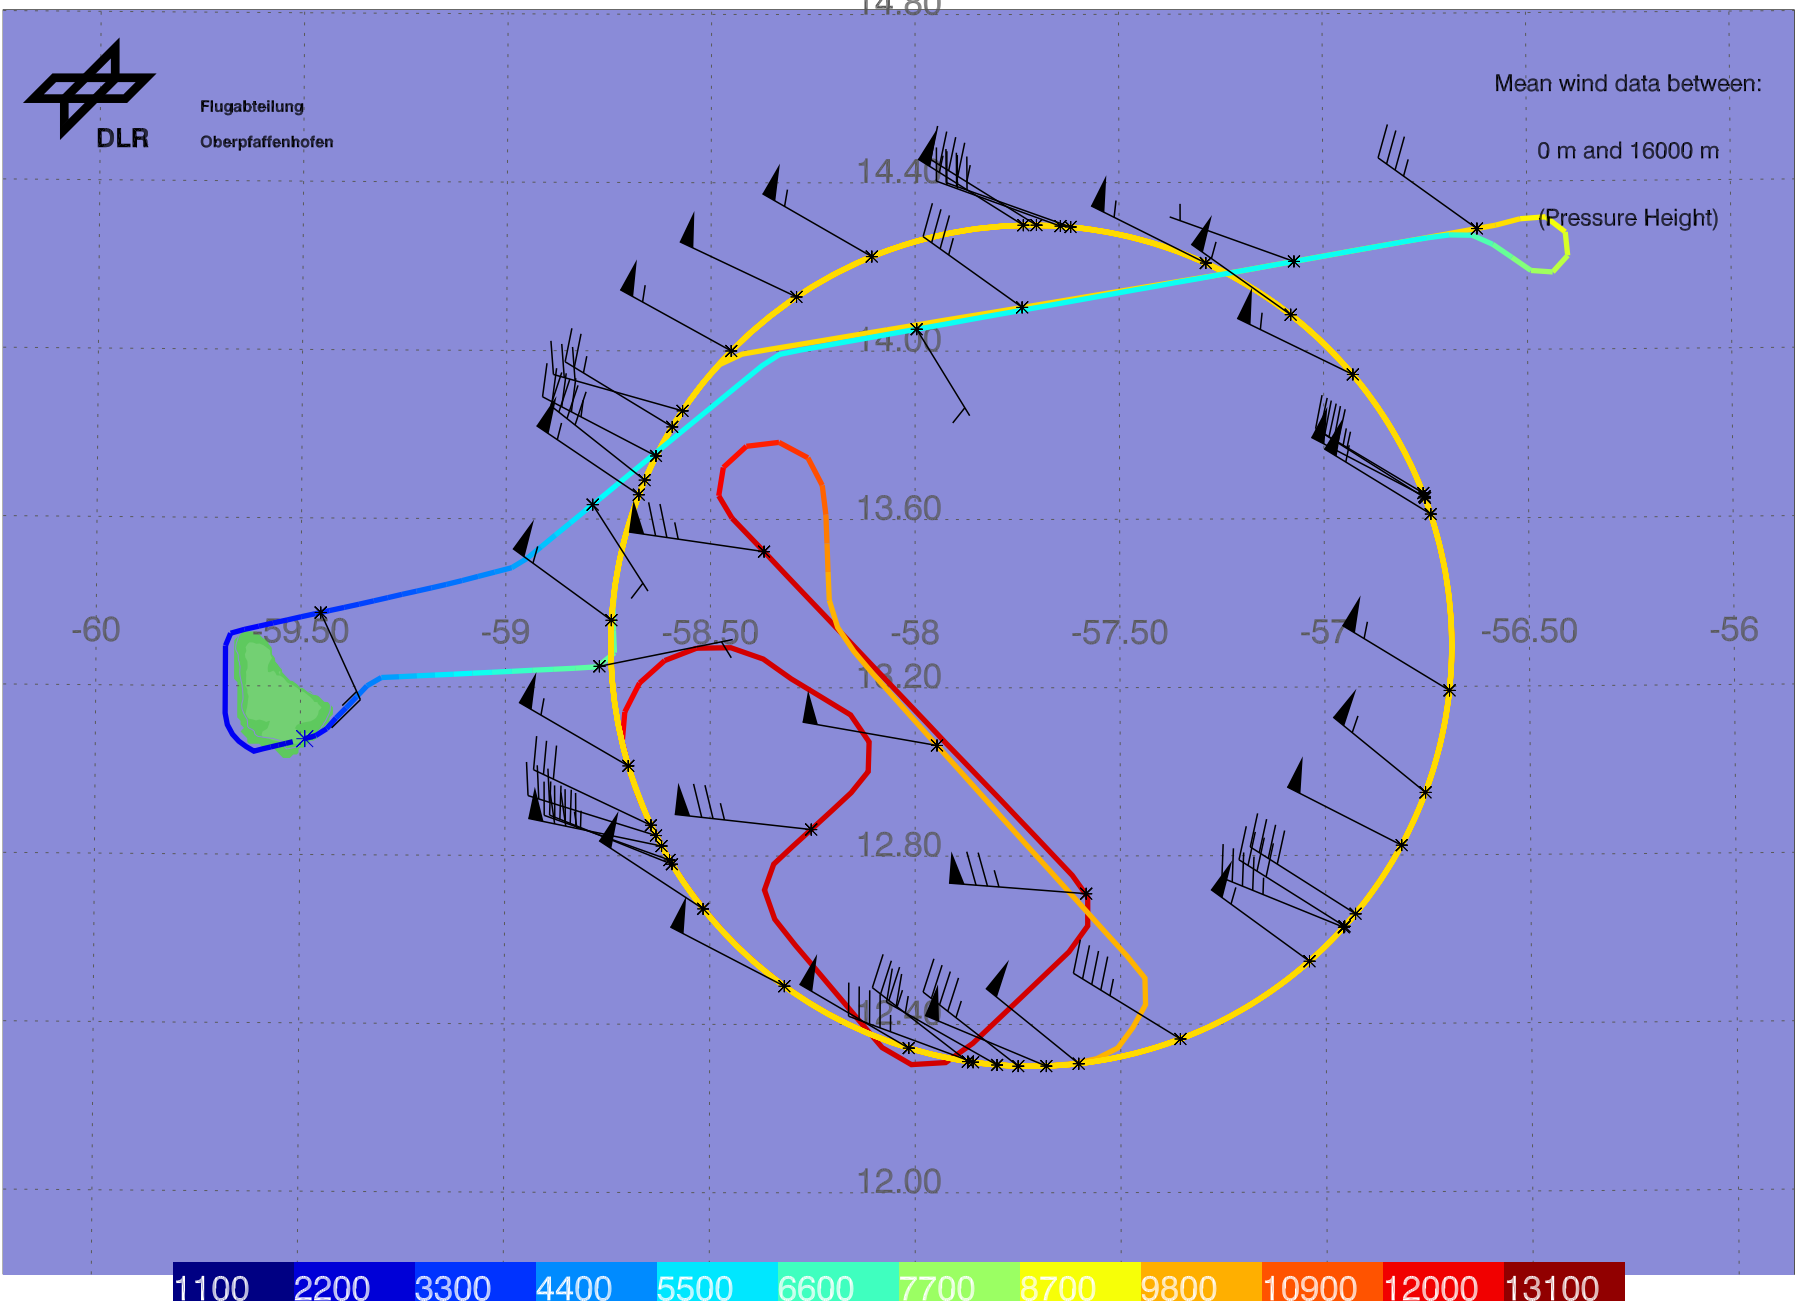 14.80
Mean wind data between:
Flugabteilung
DLR
Oberpfaffenhofen
0 m and 16000 m
14.40
(Pressure Height)
14.00
13.60
-60
-59.50
-59
-58.50
-58
-57.50
-57
-56.50
-56
13.20
12.80
12.40
12.00
1100 2200 3300 4400 5500 6600 7700 8700 9800 10900 12000 13100